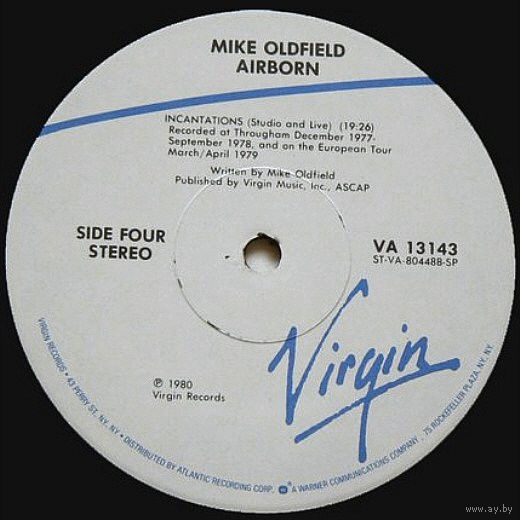 MIKE OLDFIELD
AIRBORN
INCANTATIONS (Studio and Live) (19:26)
Recorded at Througham December 1977-
September 1978, and on the European Tour
March/April 1979
Written by Mike Oldfield
Published by Virgin Music, Inc., ASCAP
SIDE FOUR
STEREO
VA 13143
ST-VA-804488-SP
Virgin
℗ 1980
Virgin Records
VIRGIN RECORDS • 43 PERRY ST. NY, NY • DISTRIBUTED BY ATLANTIC RECORDING CORP. A WARNER COMMUNICATIONS COMPANY . 75 ROCKEFELLER PLAZA, NY, NY.
www.ay.by